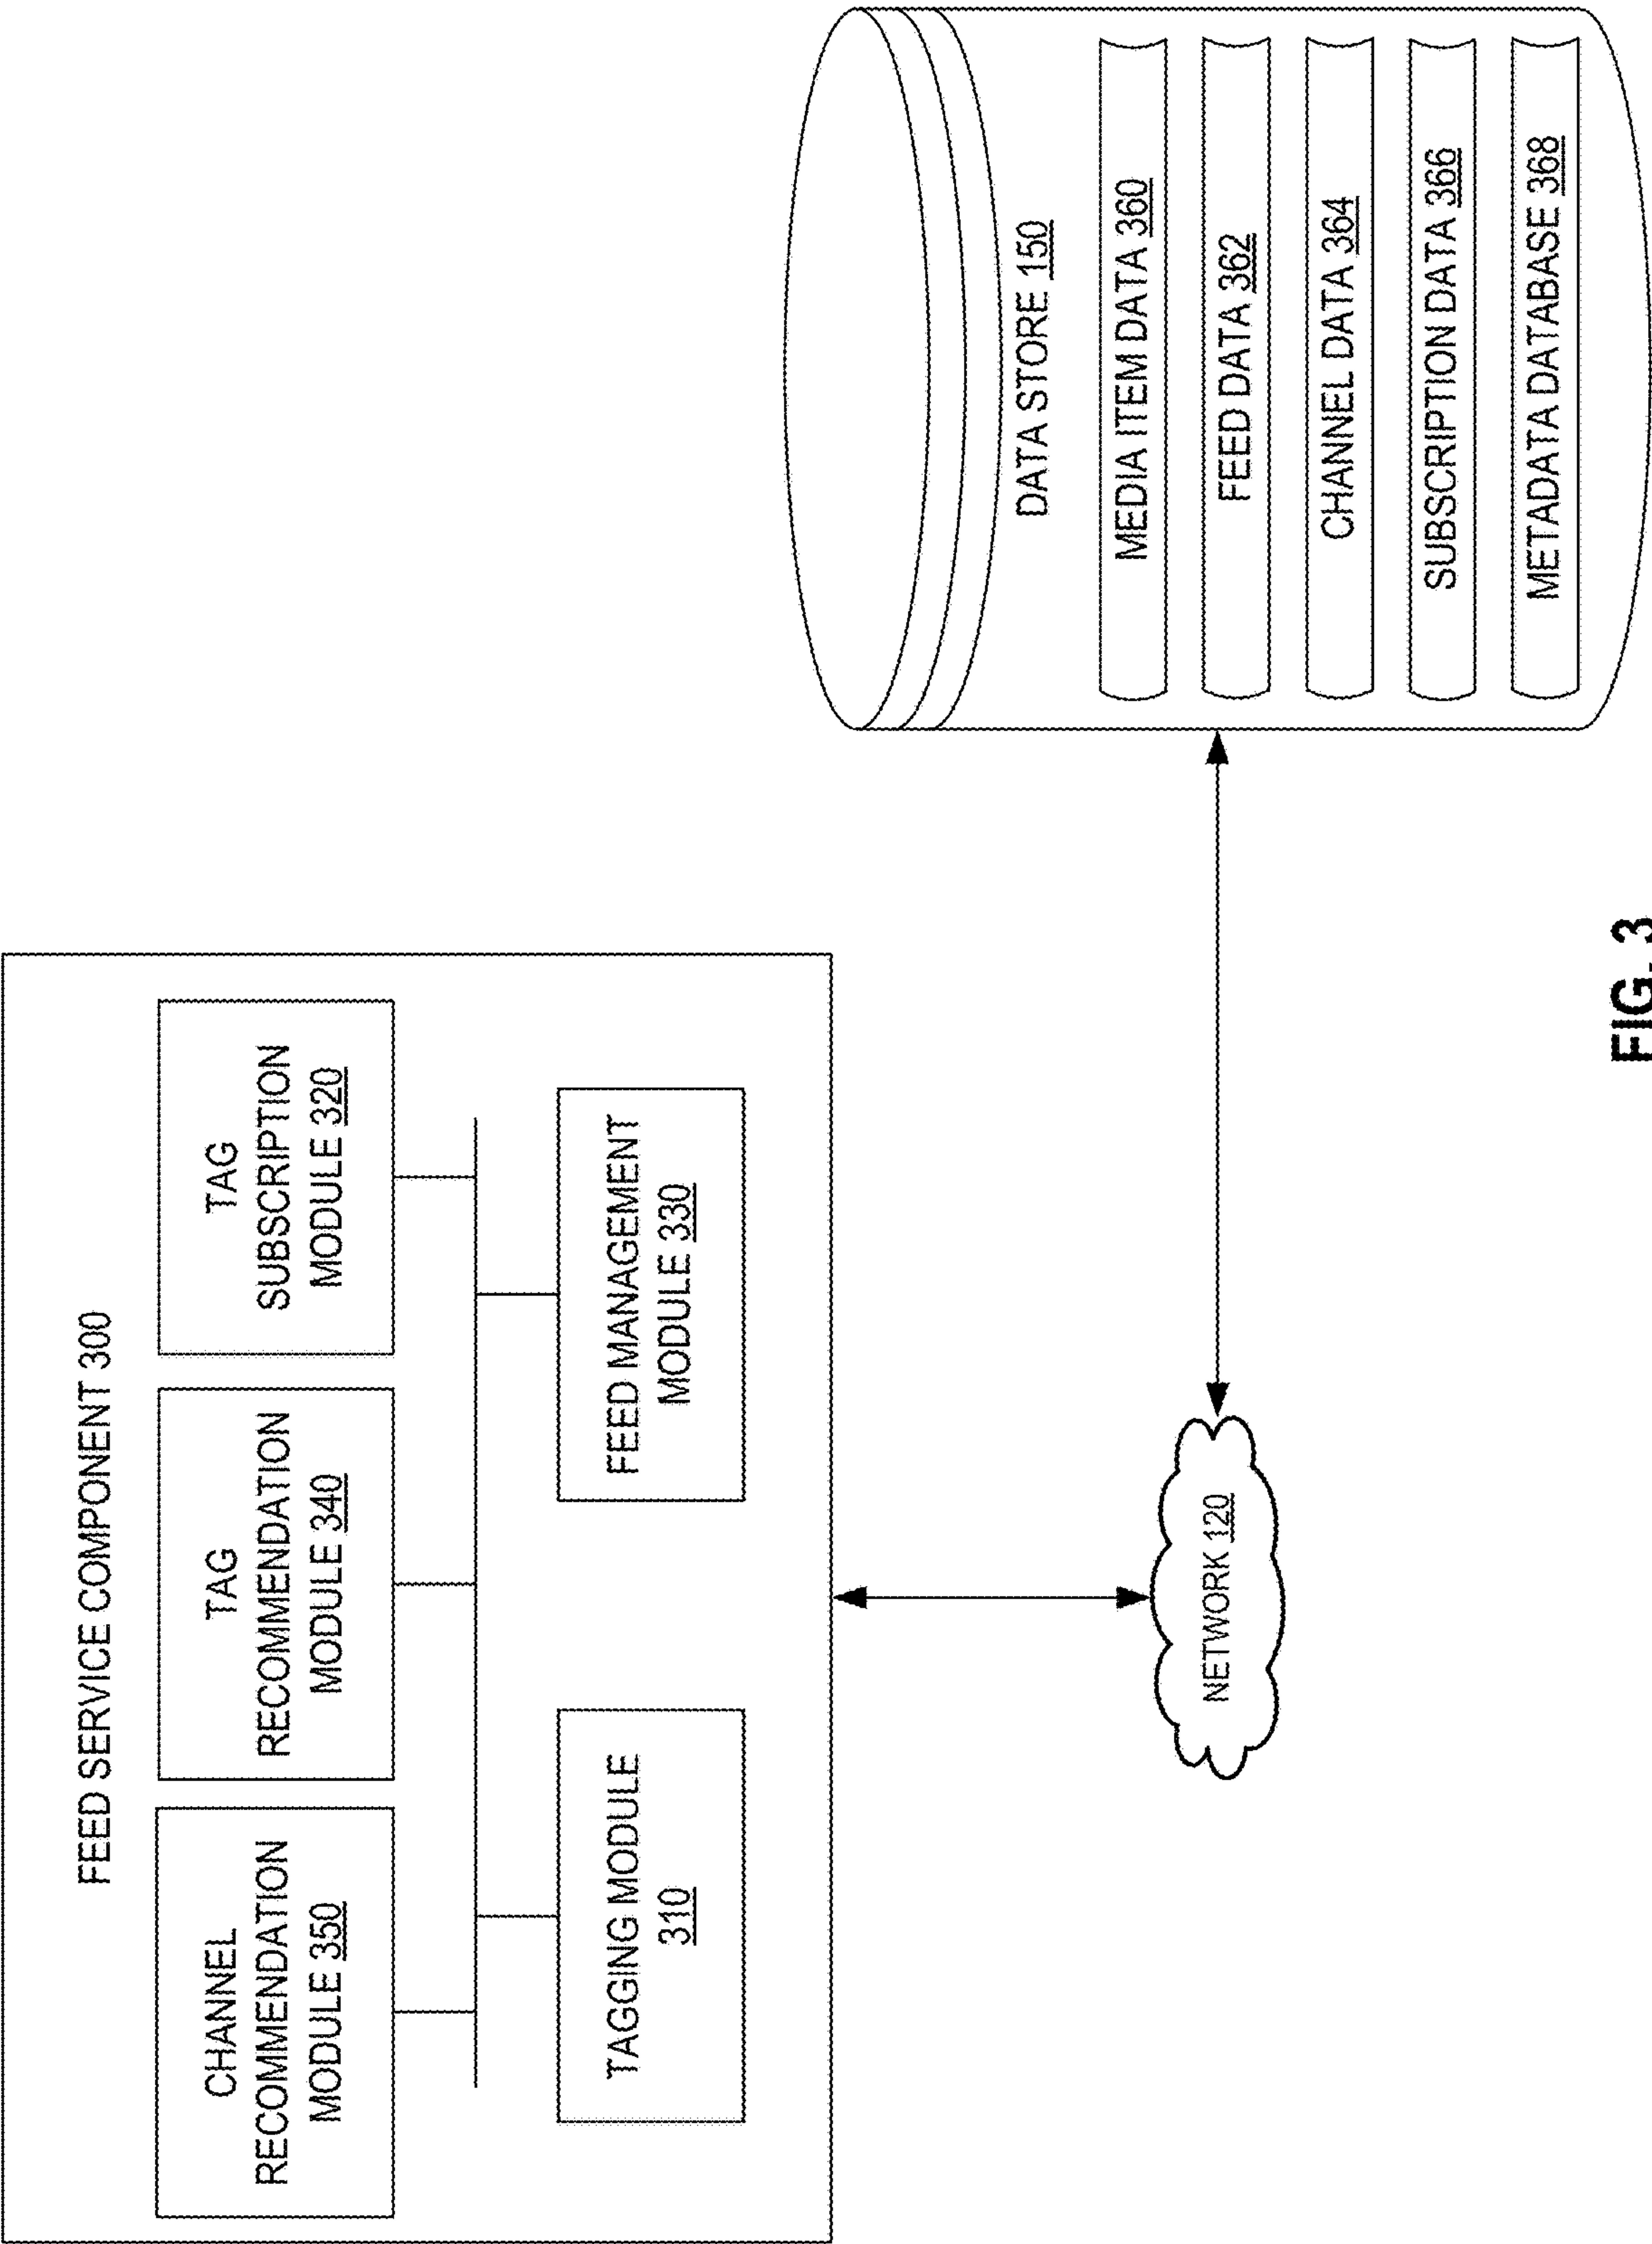 FEED SERVICE COMPONENT 300
CHANNEL
RECOMMENDATION
MODULE 350
TAG
RECOMMENDATION
MODULE 340
TAG
SUBSCRIPTION
MODULE 320
TAGGING MODULE
310
FEED MANAGEMENT
MODULE 330
NETWORK 120
DATA STORE 150
MEDIA ITEM DATA 360
FEED DATA 362
CHANNEL DATA 364
SUBSCRIPTION DATA 366
METADATA DATABASE 368
FIG. 3